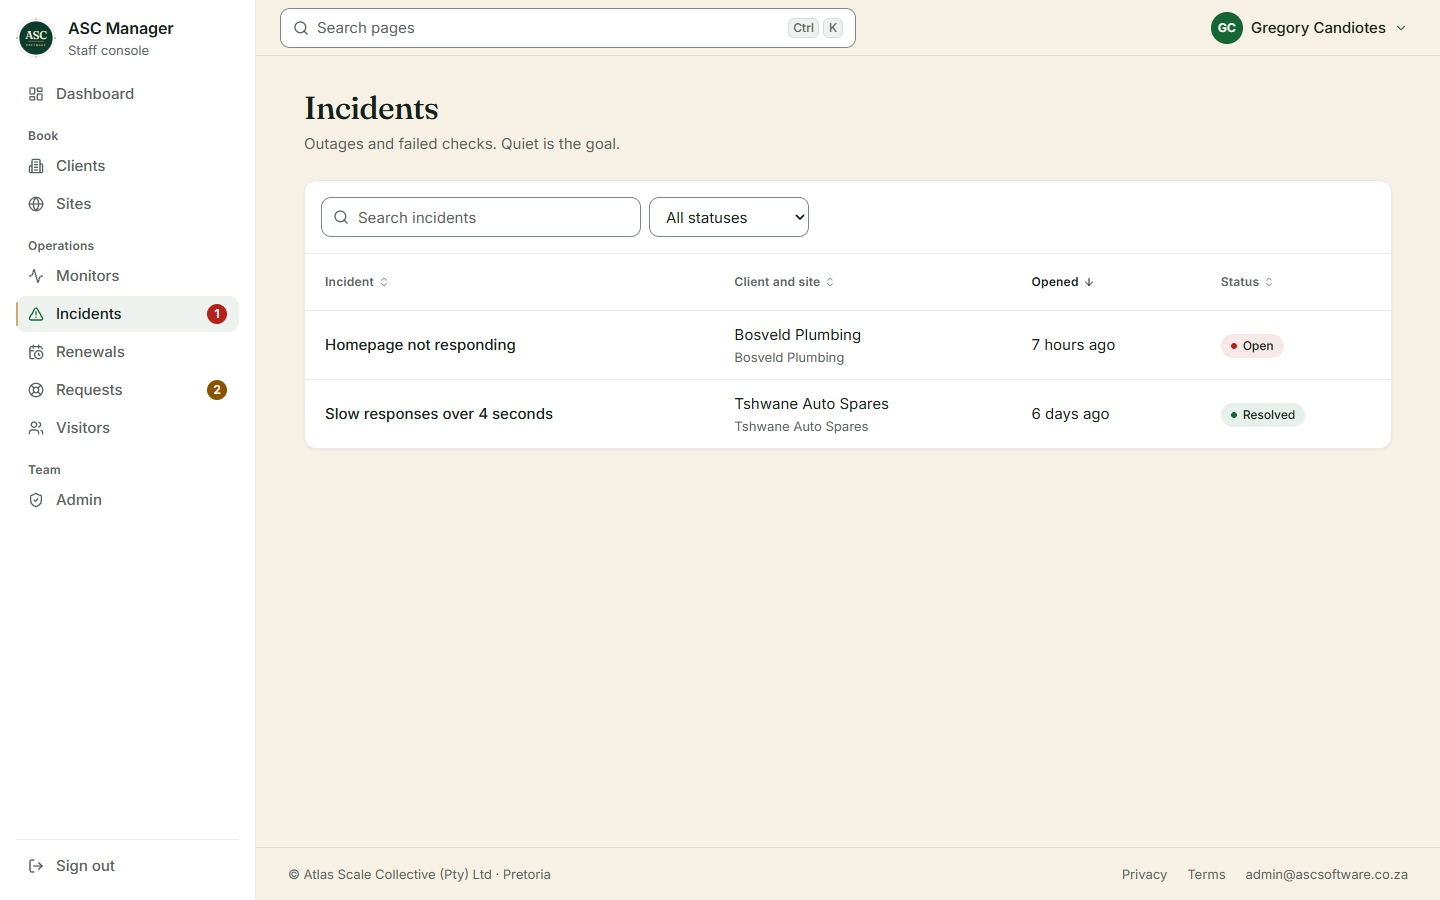 ASC
SOFTWARE
ASC Manager
Staff console
Dashboard
Book
Clients
Sites
Operations
Monitors
Incidents 1
Renewals
Requests 2
Visitors
Team
Admin
Sign out
Search pages Ctrl K
GC Gregory Candiotes
Incidents
Outages and failed checks. Quiet is the goal.
Search incidents All statuses
Incident Client and site Opened Status
Homepage not responding Bosveld Plumbing 7 hours ago Open
Bosveld Plumbing
Slow responses over 4 seconds Tshwane Auto Spares 6 days ago Resolved
Tshwane Auto Spares
© Atlas Scale Collective (Pty) Ltd · Pretoria Privacy Terms admin@ascsoftware.co.za